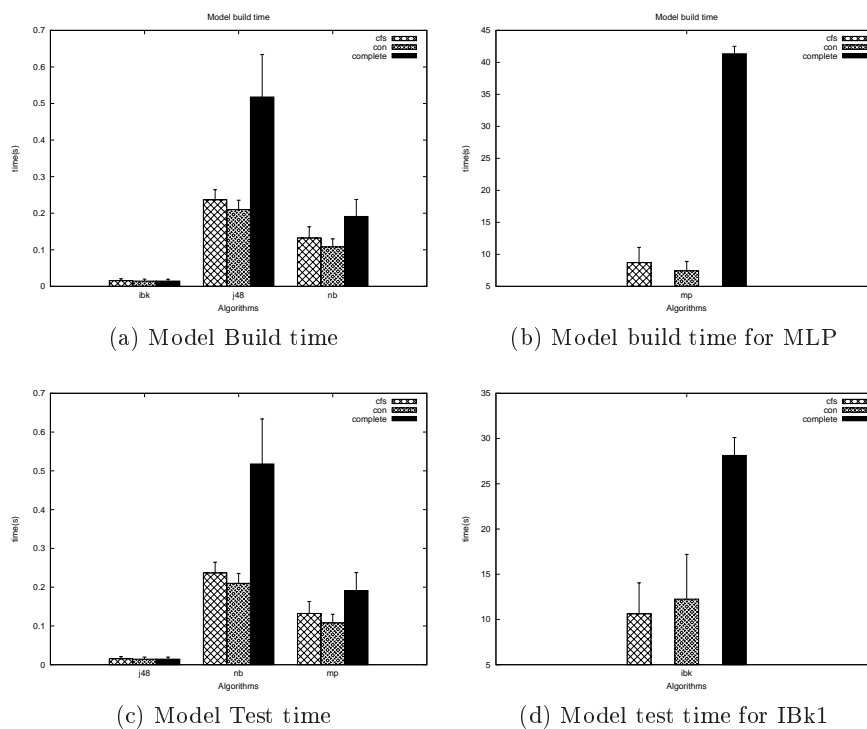 Model build time
0.7
0.6
0.5
0.4
0.3
0.2
0.1
0
time(s)
cfs
con
complete
ibk j48 nb
Algorithms
(a) Model Build time
Model build time
45
40
35
30
25
20
15
10
5
time(s)
cfs
con
complete
mp
Algorithms
(b) Model build time for MLP
0.7
0.6
0.5
0.4
0.3
0.2
0.1
0
time(s)
cfs
con
complete
j48 nb mp
Algorithms
(c) Model Test time
35
30
25
20
15
10
5
time(s)
cfs
con
complete
ibk
Algorithms
(d) Model test time for IBk1